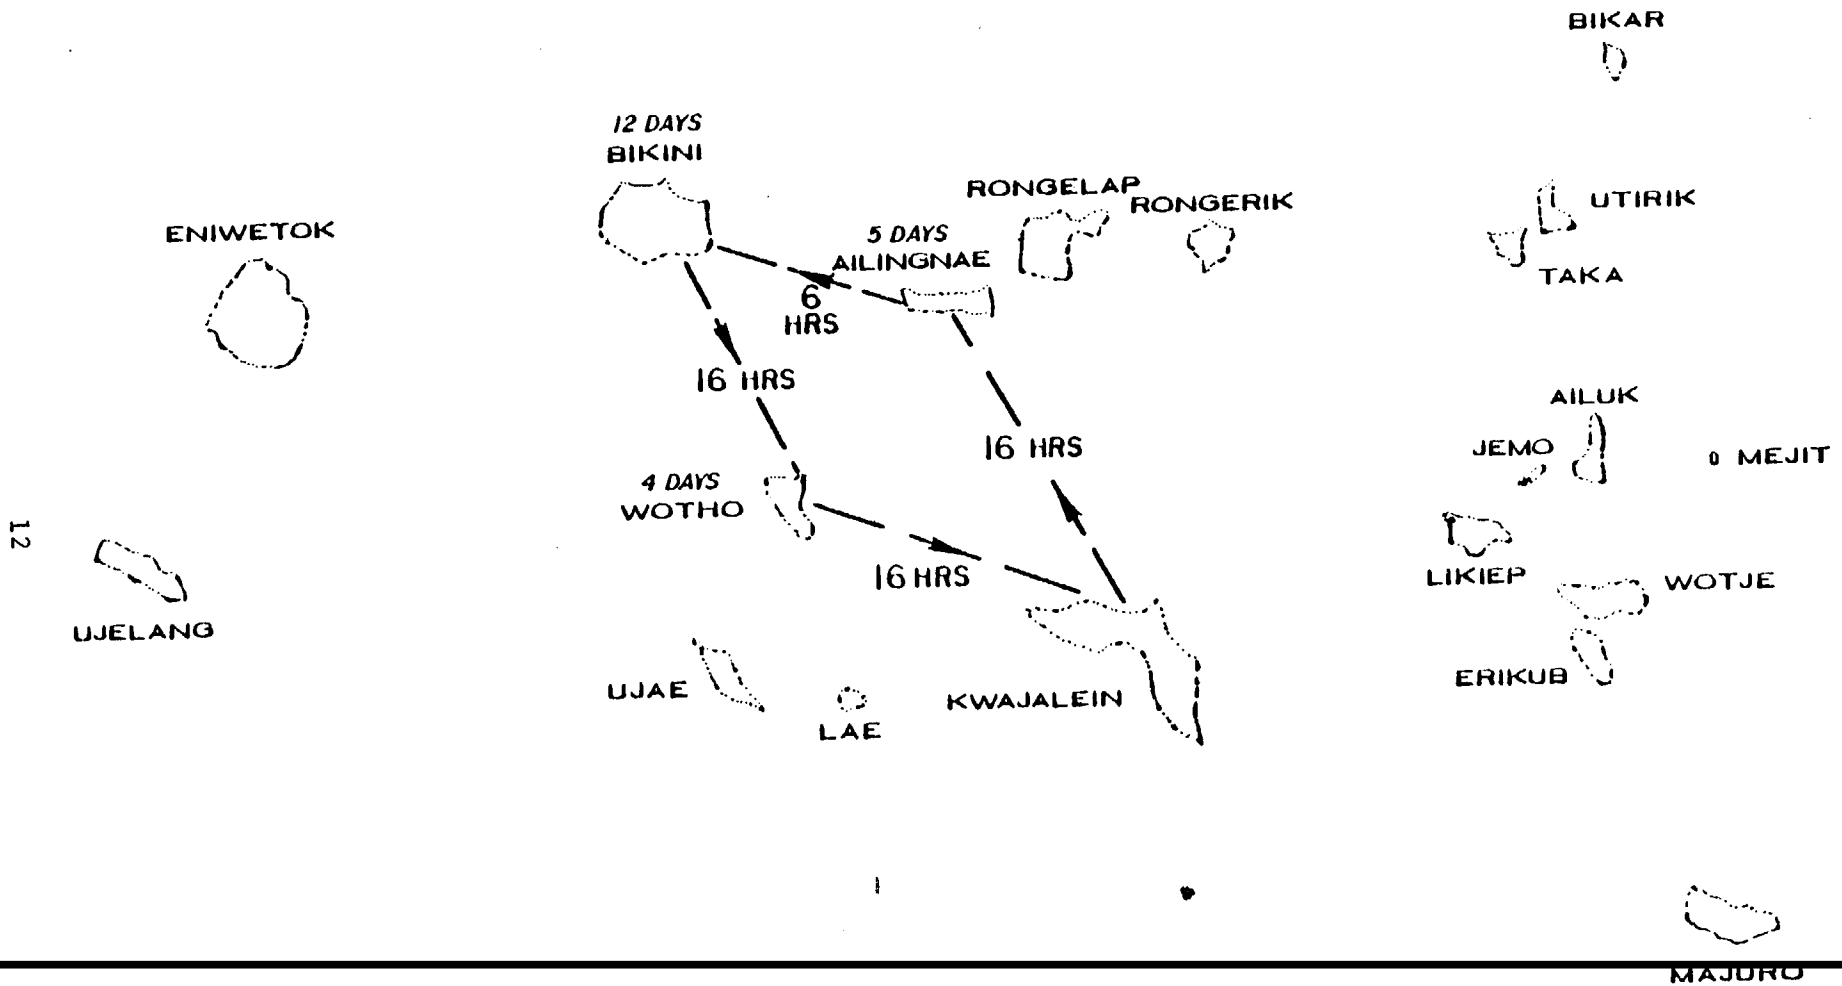 BIKAR
12 DAYS
BIKINI
RONGELAP
RONGERIK
UTIRIK
ENIWETOK
5 DAYS
AILINGNAE
TAKA
6
HRS
16 HRS
AILUK
JEMO
MEJIT
16 HRS
4 DAYS
WOTHO
12
16 HRS
LIKIEP
WOTJE
UJELANG
ERIKUB
UJAE
KWAJALEIN
LAE
MAJURO